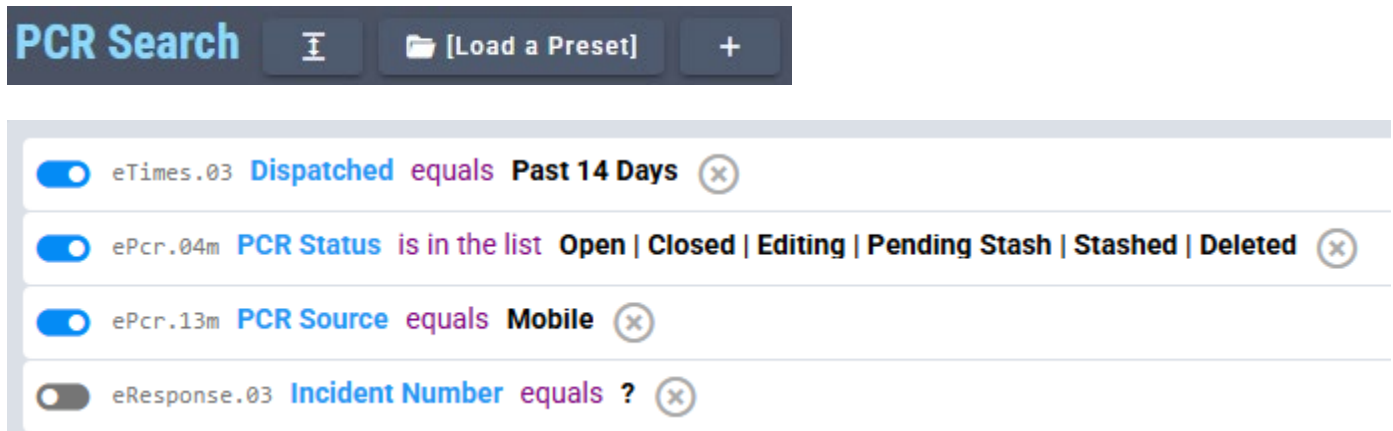 PCR Search [Load a Preset] +
eTimes.03 Dispatched equals Past 14 Days
ePcr.04m PCR Status is in the list Open | Closed | Editing | Pending Stash | Stashed | Deleted
ePcr.13m PCR Source equals Mobile
eResponse.03 Incident Number equals ?